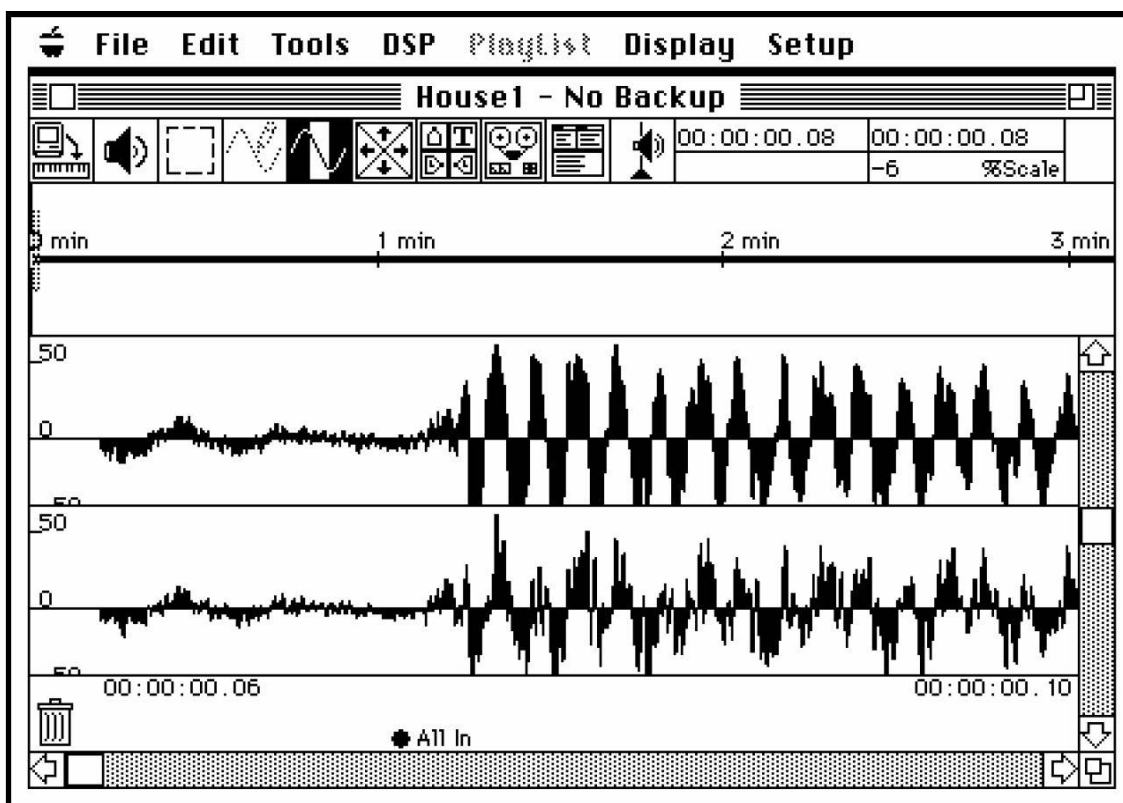 File Edit Tools DSP PlayList Display Setup
House1 - No Backup
T
00:00:00.08 00:00:00.08
-6 %Scale
0 min 1 min 2 min 3 min
50
0
-50
50
0
-50
00:00:00.06 00:00:00.10
All In